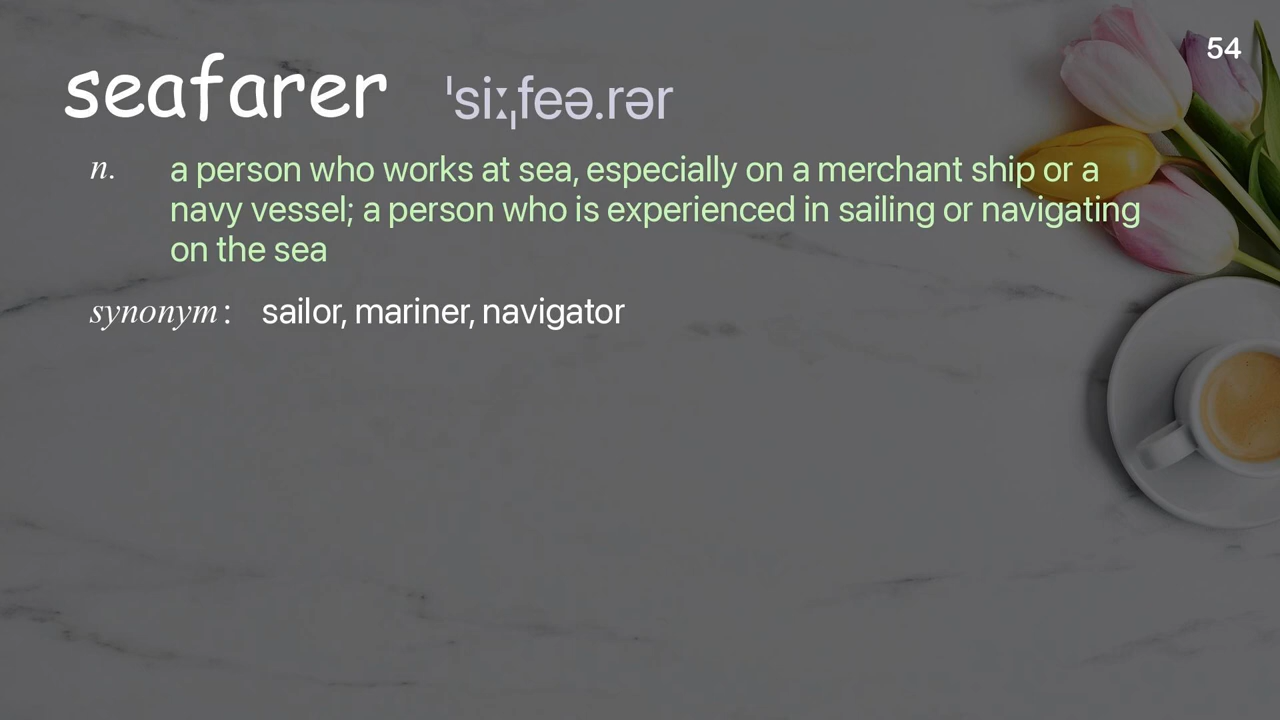 54
seafarer ˈsiːˌfeə.rər
n. a person who works at sea, especially on a merchant ship or a
navy vessel; a person who is experienced in sailing or navigating
on the sea
synonym: sailor, mariner, navigator